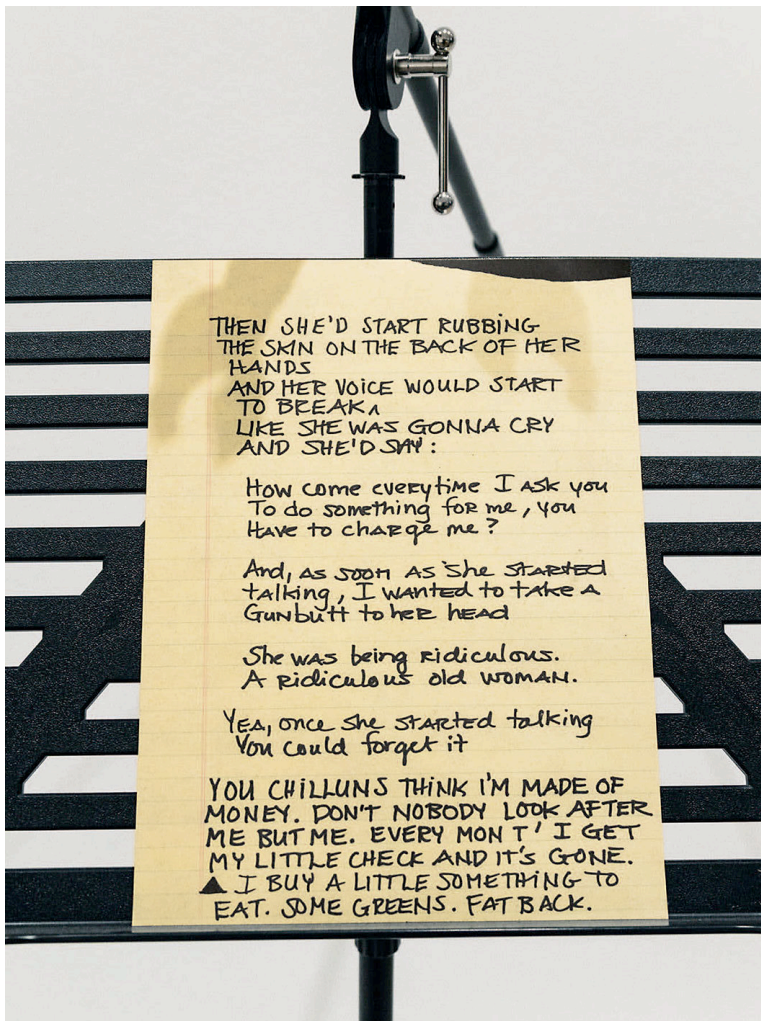 THEN SHE'D START RUBBING
THE SKIN ON THE BACK OF HER
HANDS
AND HER VOICE WOULD START
TO BREAK^
LIKE SHE WAS GONNA CRY
AND SHE'D SAY:
How come everytime I ask you
To do something for me, you
Have to charge me?
And, as soon as she started
talking, I wanted to take a
Gunbutt to her head
She was being ridiculous.
A ridiculous old woman.
Yea, once she started talking
You could forget it
YOU CHILLUNS THINK I'M MADE OF
MONEY. DON'T NOBODY LOOK AFTER
ME BUT ME. EVERY MON T' I GET
MY LITTLE CHECK AND IT'S GONE.
▲ I BUY A LITTLE SOMETHING TO
EAT. SOME GREENS. FAT BACK.